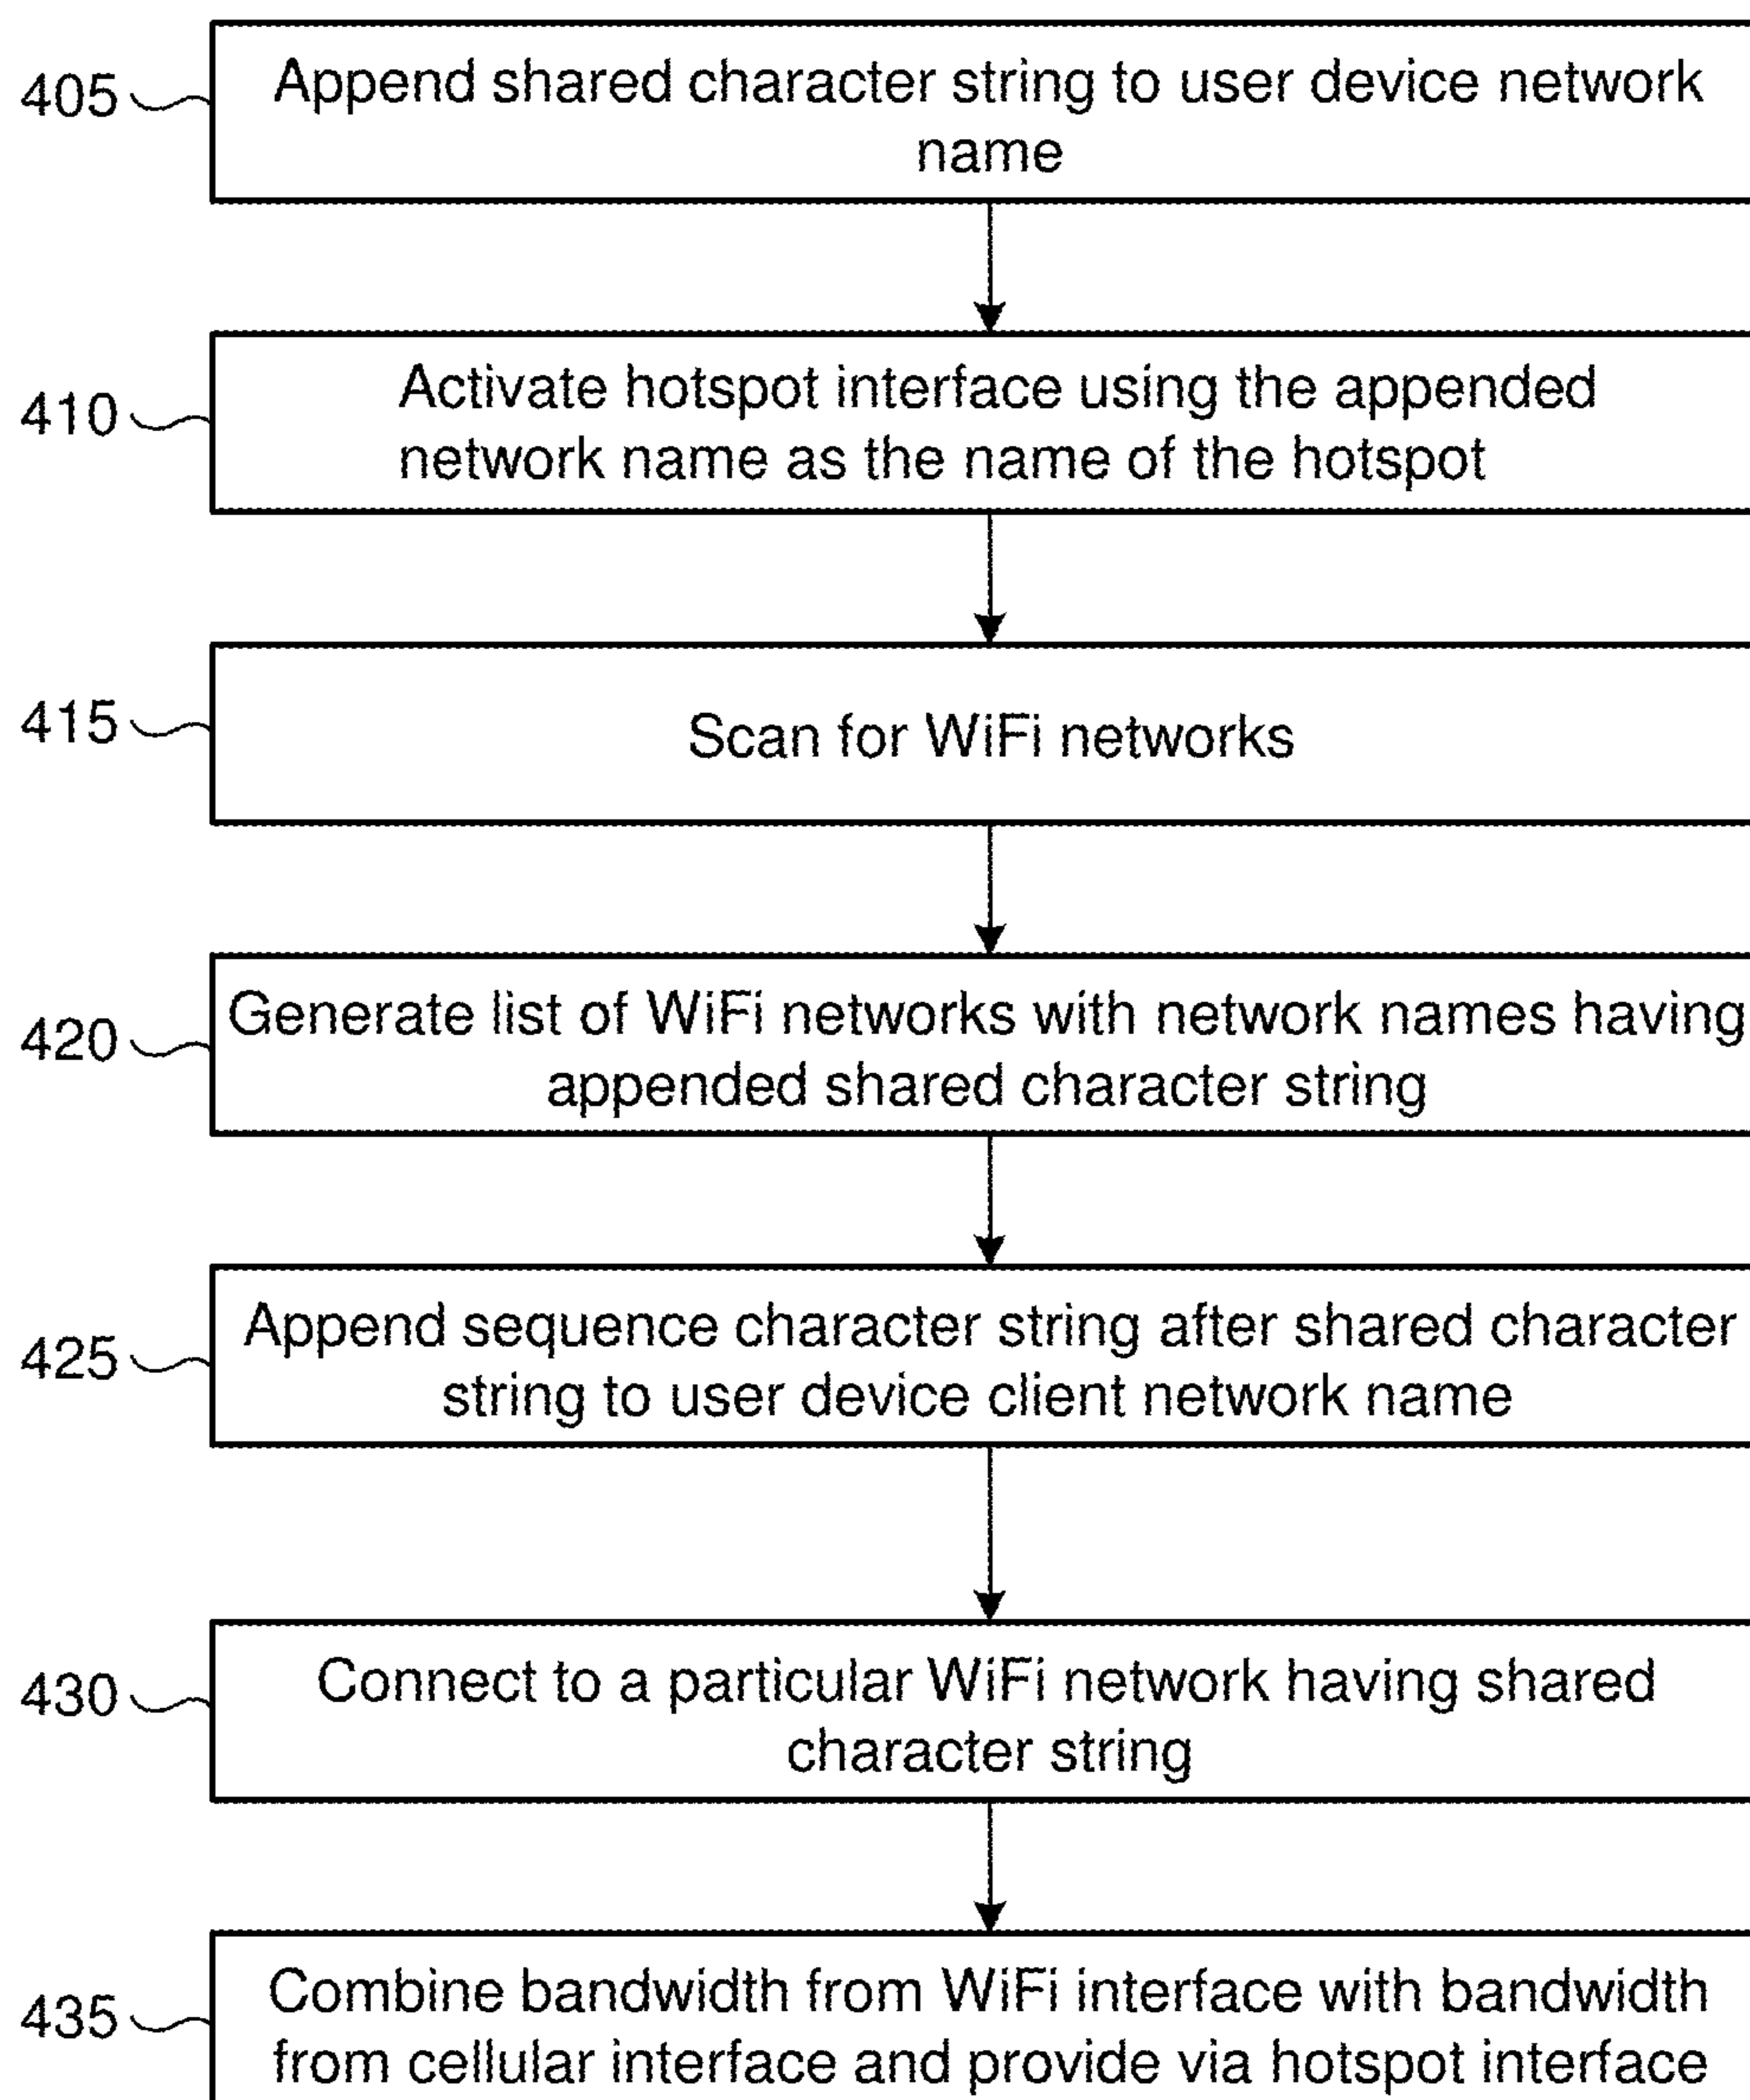 405
Append shared character string to user device network
name
410
Activate hotspot interface using the appended
network name as the name of the hotspot
415
Scan for WiFi networks
420
Generate list of WiFi networks with network names having
appended shared character string
425
Append sequence character string after shared character
string to user device client network name
430
Connect to a particular WiFi network having shared
character string
435
Combine bandwidth from WiFi interface with bandwidth
from cellular interface and provide via hotspot interface